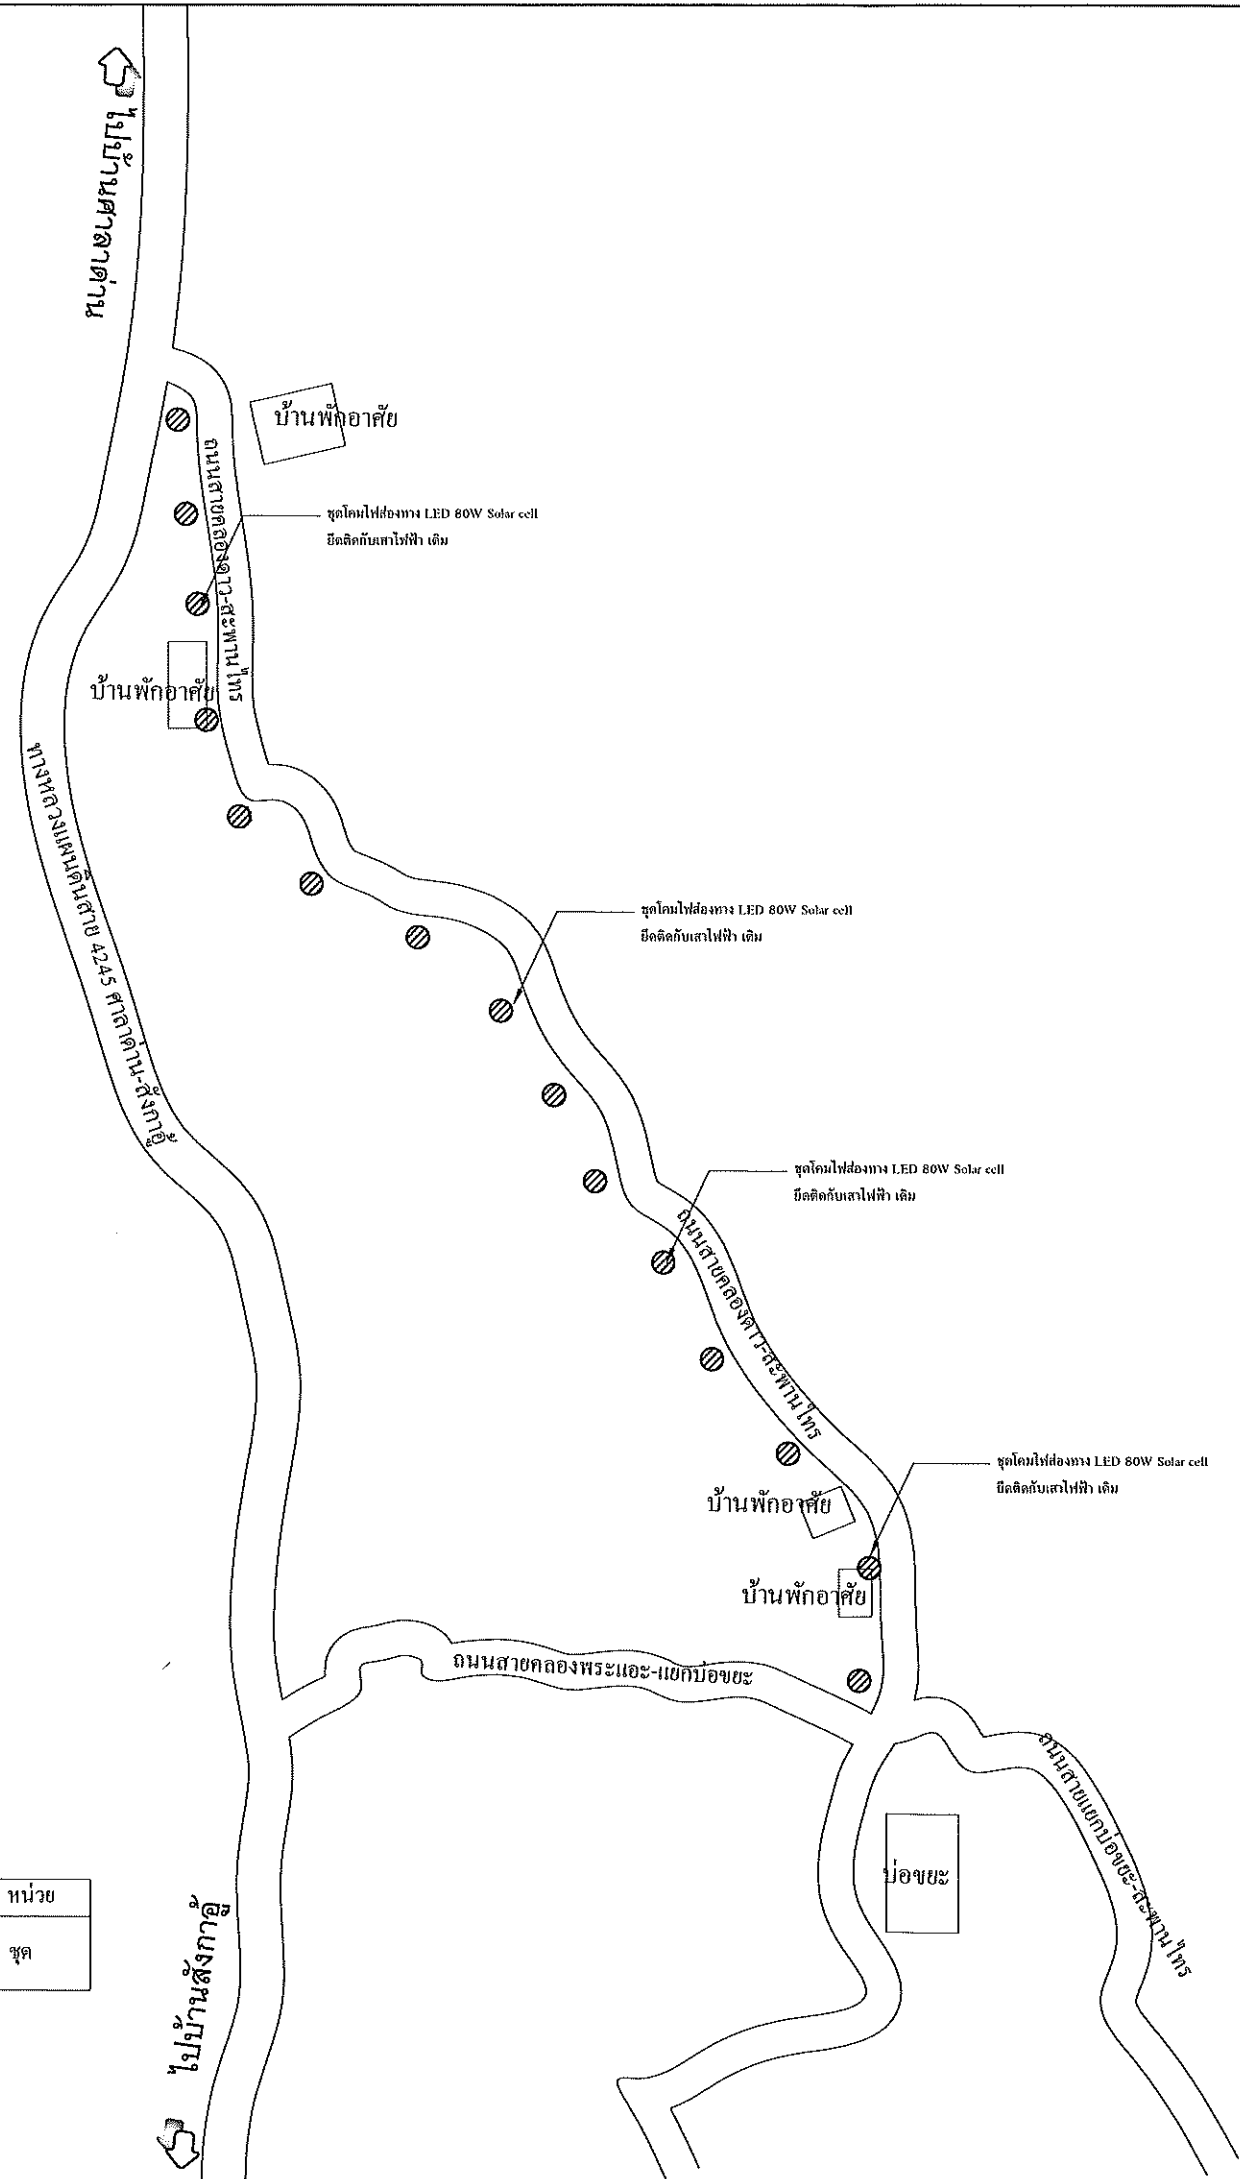 ไปบ้านศาลาด่าน
บ้านพักอาศัย
ถนนสายคลองดาว-สะพานไทร
ชุดโคมไฟส่องทาง LED 80W Solar cell
ยึดติดกับเสาไฟฟ้า เดิม
บ้านพักอาศัย
ทางหลวงแผ่นดินสาย 4245 ศาลาด่าน-สังกาอู้
ชุดโคมไฟส่องทาง LED 80W Solar cell
ยึดติดกับเสาไฟฟ้า เดิม
ชุดโคมไฟส่องทาง LED 80W Solar cell
ยึดติดกับเสาไฟฟ้า เดิม
ถนนสายคลองดาว-สะพานไทร
ชุดโคมไฟส่องทาง LED 80W Solar cell
ยึดติดกับเสาไฟฟ้า เดิม
บ้านพักอาศัย
บ้านพักอาศัย
ถนนสายคลองพระแอะ-แยกบ่อขยะ
ถนนสายแยกบ่อขยะ-สะพานไทร
บ่อขยะ
หน่วย
ชุด
ไปบ้านสังกาอู้